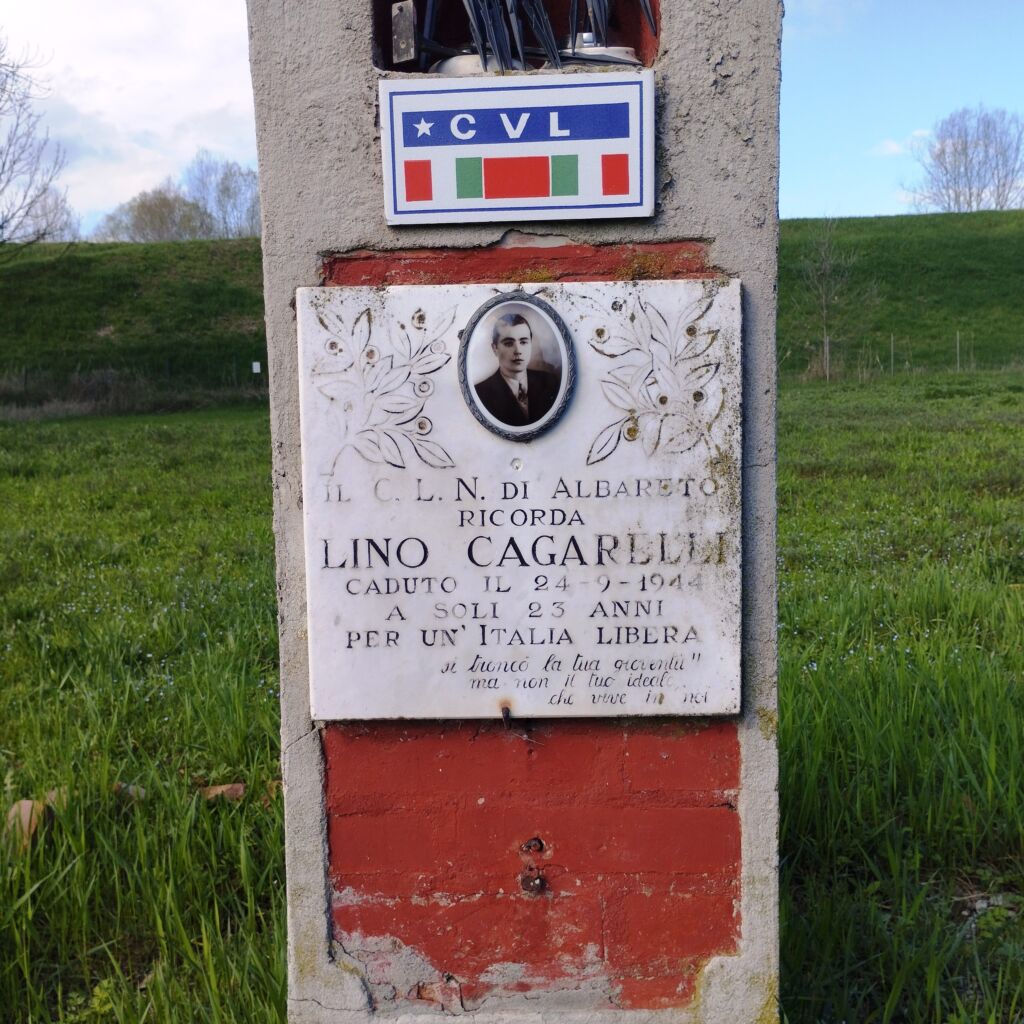 CVL
IL C. L. N. DI ALBARETO
RICORDA
LINO CAGARELLI
CADUTO IL 24-9-1944
A SOLI 23 ANNI
PER UN' ITALIA LIBERA
si troncò la tua gioventù"
ma non il tuo ideale
che vive in noi